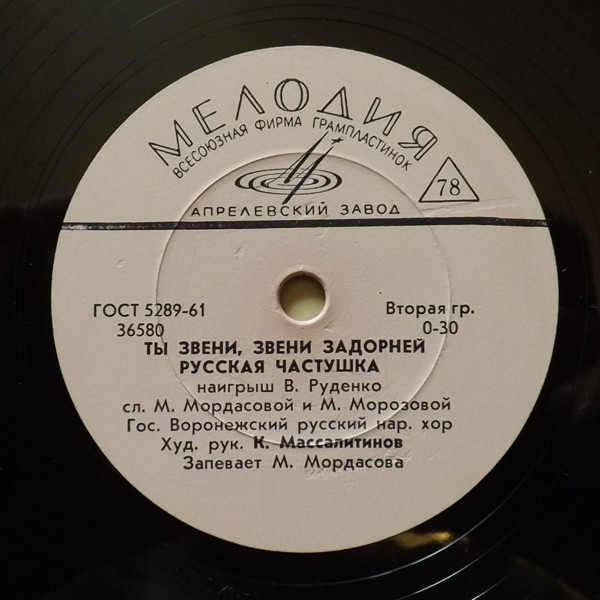 МЕЛОДИЯ
ВСЕСОЮЗНАЯ ФИРМА ГРАМПЛАСТИНОК
78
АПРЕЛЕВСКИЙ ЗАВОД
ГОСТ 5289-61 Вторая гр.
36580 0-30
ТЫ ЗВЕНИ, ЗВЕНИ ЗАДОРНЕЙ
РУССКАЯ ЧАСТУШКА
наигрыш В. Руденко
сл. М. Мордасовой и М. Морозовой
Гос. Воронежский русский нар. хор
Худ. рук. К. Массалитинов
Запевает М. Мордасова